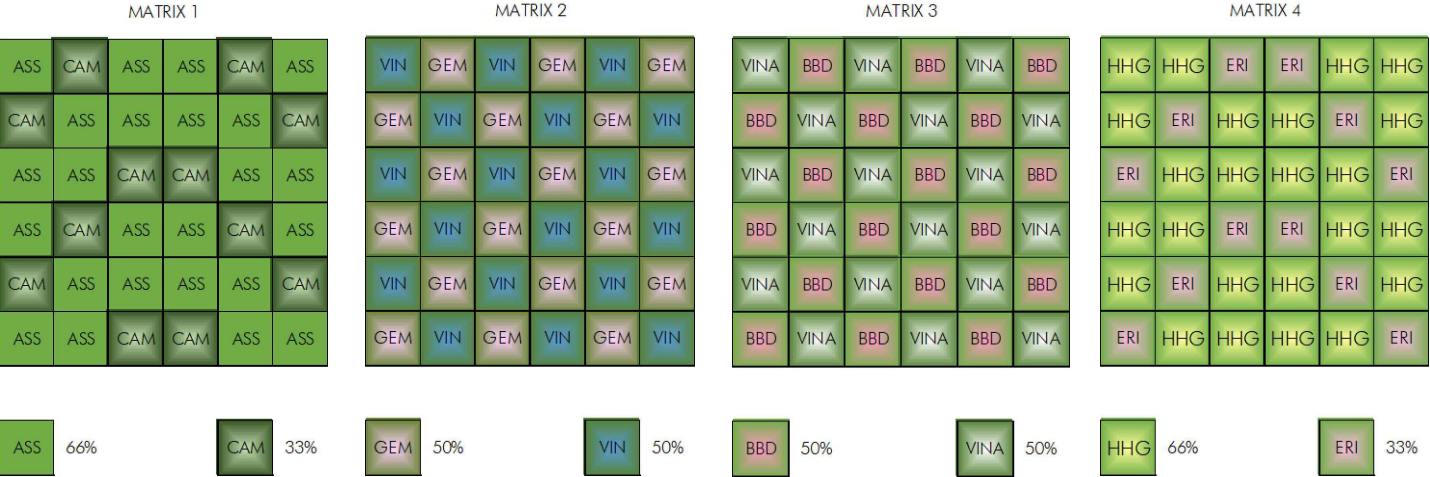 MATRIX 1 MATRIX 2 MATRIX 3 MATRIX 4
ASS CAM ASS ASS CAM ASS VIN GEM VIN GEM VIN GEM VINA BBD VINA BBD VINA BBD HHG HHG ERI ERI HHG HHG
CAM ASS ASS ASS ASS CAM GEM VIN GEM VIN GEM VIN BBD VINA BBD VINA BBD VINA HHG ERI HHG HHG ERI HHG
ASS ASS CAM CAM ASS ASS VIN GEM VIN GEM VIN GEM VINA BBD VINA BBD VINA BBD ERI HHG HHG HHG HHG ERI
ASS CAM ASS ASS CAM ASS GEM VIN GEM VIN GEM VIN BBD VINA BBD VINA BBD VINA HHG HHG ERI ERI HHG HHG
CAM ASS ASS ASS ASS CAM VIN GEM VIN GEM VIN GEM VINA BBD VINA BBD VINA BBD HHG ERI HHG HHG ERI HHG
ASS ASS CAM CAM ASS ASS GEM VIN GEM VIN GEM VIN BBD VINA BBD VINA BBD VINA ERI HHG HHG HHG HHG ERI
ASS 66% CAM 33% GEM 50% VIN 50% BBD 50% VINA 50% HHG 66% ERI 33%